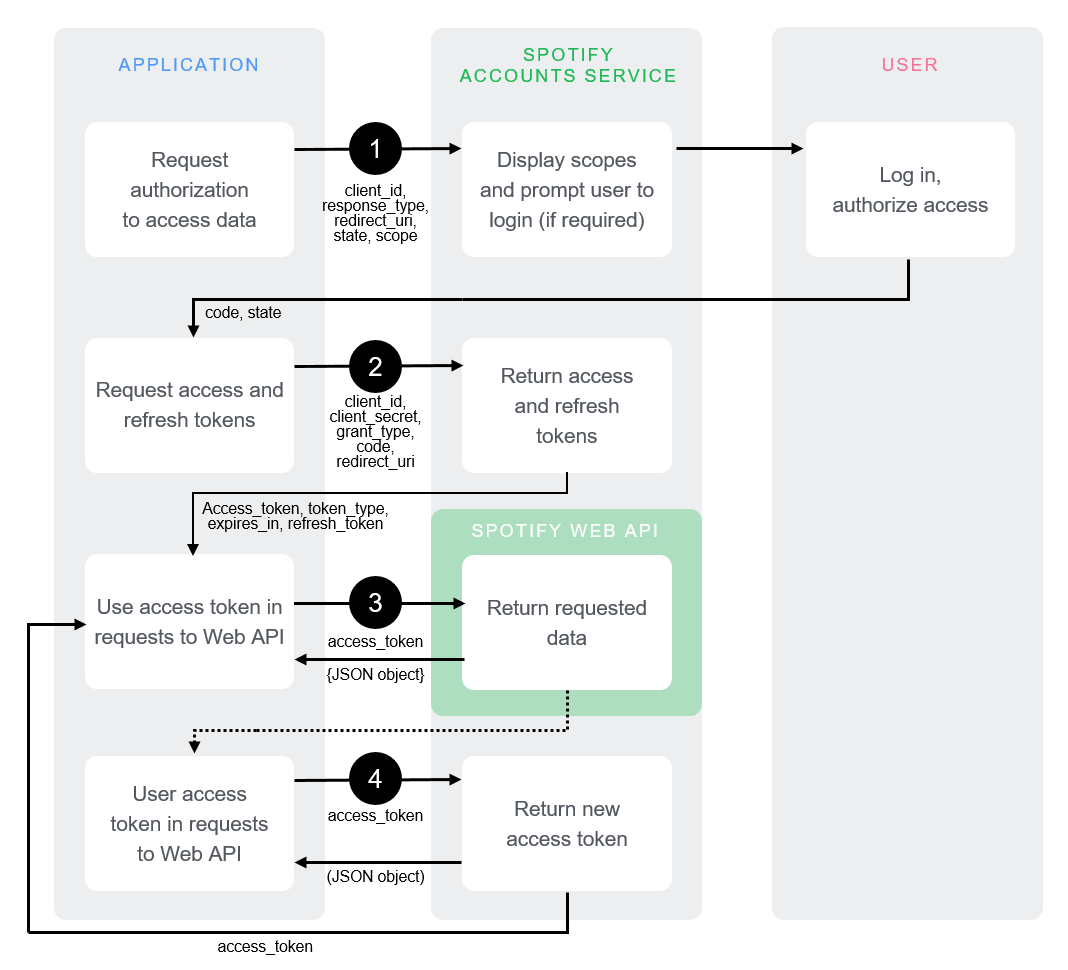 APPLICATION
SPOTIFY
ACCOUNTS SERVICE
USER
Request
authorization
to access data
1
client_id,
response_type,
redirect_uri,
state, scope
Display scopes
and prompt user to
login (if required)
Log in,
authorize access
code, state
Request access and
refresh tokens
2
client_id,
client_secret,
grant_type,
code,
redirect_uri
Return access
and refresh
tokens
Access_token, token_type,
expires_in, refresh_token
SPOTIFY WEB API
Use access token in
requests to Web API
3
access_token
{JSON object}
Return requested
data
User access
token in requests
to Web API
4
access_token
(JSON object)
Return new
access token
access_token